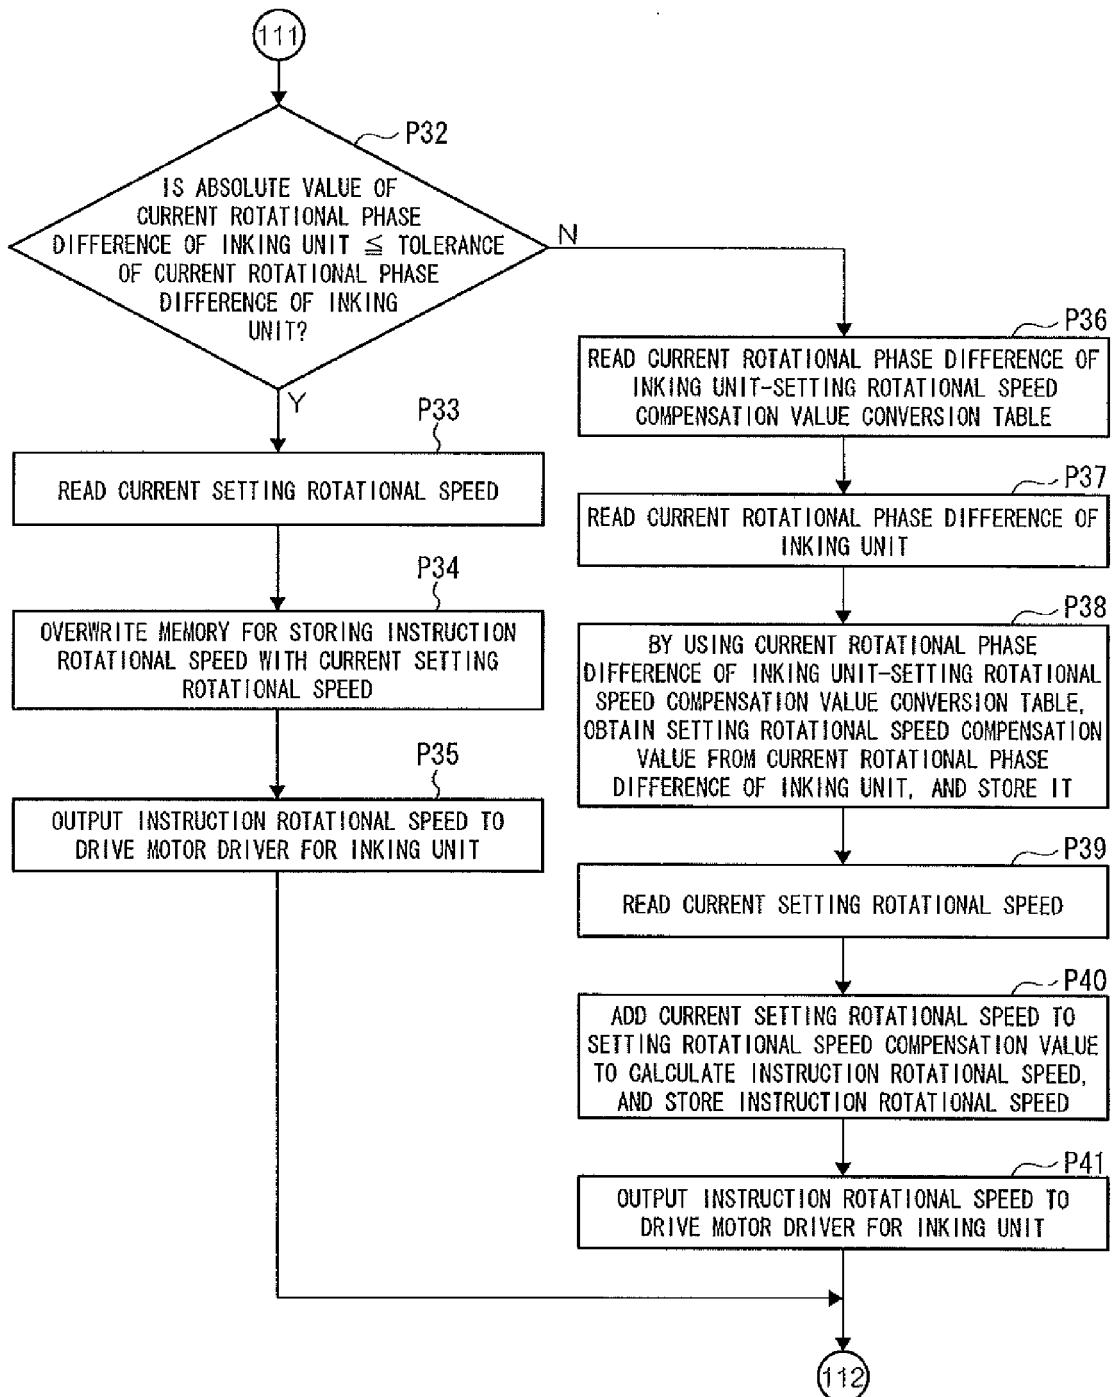 111
P32
IS ABSOLUTE VALUE OF
CURRENT ROTATIONAL PHASE
DIFFERENCE OF INKING UNIT ≦ TOLERANCE
OF CURRENT ROTATIONAL PHASE
DIFFERENCE OF INKING
UNIT?
N
Y
P33
READ CURRENT SETTING ROTATIONAL SPEED
P34
OVERWRITE MEMORY FOR STORING INSTRUCTION
ROTATIONAL SPEED WITH CURRENT SETTING
ROTATIONAL SPEED
P35
OUTPUT INSTRUCTION ROTATIONAL SPEED TO
DRIVE MOTOR DRIVER FOR INKING UNIT
P36
READ CURRENT ROTATIONAL PHASE DIFFERENCE OF
INKING UNIT-SETTING ROTATIONAL SPEED
COMPENSATION VALUE CONVERSION TABLE
P37
READ CURRENT ROTATIONAL PHASE DIFFERENCE OF
INKING UNIT
P38
BY USING CURRENT ROTATIONAL PHASE
DIFFERENCE OF INKING UNIT-SETTING ROTATIONAL
SPEED COMPENSATION VALUE CONVERSION TABLE,
OBTAIN SETTING ROTATIONAL SPEED COMPENSATION
VALUE FROM CURRENT ROTATIONAL PHASE
DIFFERENCE OF INKING UNIT, AND STORE IT
P39
READ CURRENT SETTING ROTATIONAL SPEED
P40
ADD CURRENT SETTING ROTATIONAL SPEED TO
SETTING ROTATIONAL SPEED COMPENSATION VALUE
TO CALCULATE INSTRUCTION ROTATIONAL SPEED,
AND STORE INSTRUCTION ROTATIONAL SPEED
P41
OUTPUT INSTRUCTION ROTATIONAL SPEED TO
DRIVE MOTOR DRIVER FOR INKING UNIT
112